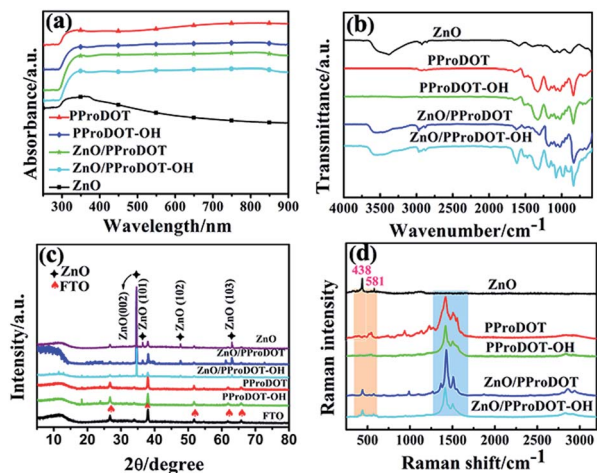 (a)
Absorbance/a.u.
PProDOT
PProDOT-OH
ZnO/PProDOT
ZnO/PProDOT-OH
ZnO
300 400 500 600 700 800 900
Wavelength/nm
(b)
Transmittance/a.u.
ZnO
PProDOT
PProDOT-OH
ZnO/PProDOT
ZnO/PProDOT-OH
4000 3500 3000 2500 2000 1500 1000
Wavenumber/cm-1
(c)
Intensity/a.u.
ZnO
FTO
ZnO(002)
ZnO (101)
ZnO (102)
ZnO (103)
ZnO
ZnO/PProDOT
ZnO/PProDOT-OH
PProDOT
PProDOT-OH
FTO
0 10 20 30 40 50 60 70 80
2θ/degree
(d)
Raman intensity
438
581
ZnO
PProDOT
PProDOT-OH
ZnO/PProDOT
ZnO/PProDOT-OH
500 1000 1500 2000 2500 3000
Raman shift/cm-1